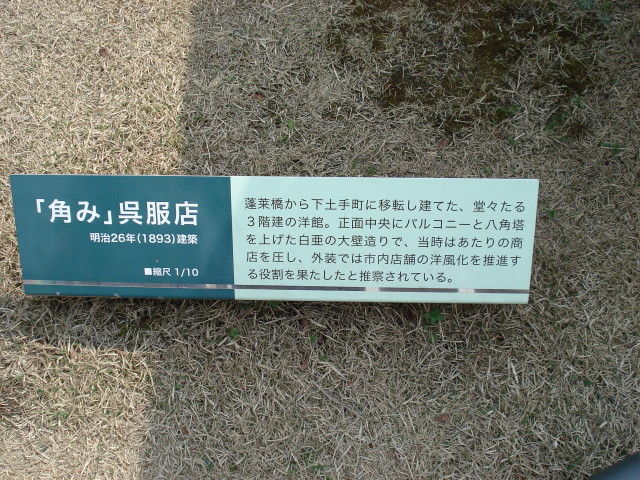 「角み」呉服店
明治26年(1893)建築
■縮尺 1/10
蓬莱橋から下土手町に移転し建てた、堂々たる
３階建の洋館。正面中央にバルコニーと八角塔
を上げた白亜の大壁造りで、当時はあたりの商
店を圧し、外装では市内店舗の洋風化を推進す
る役割を果たしたと推察されている。